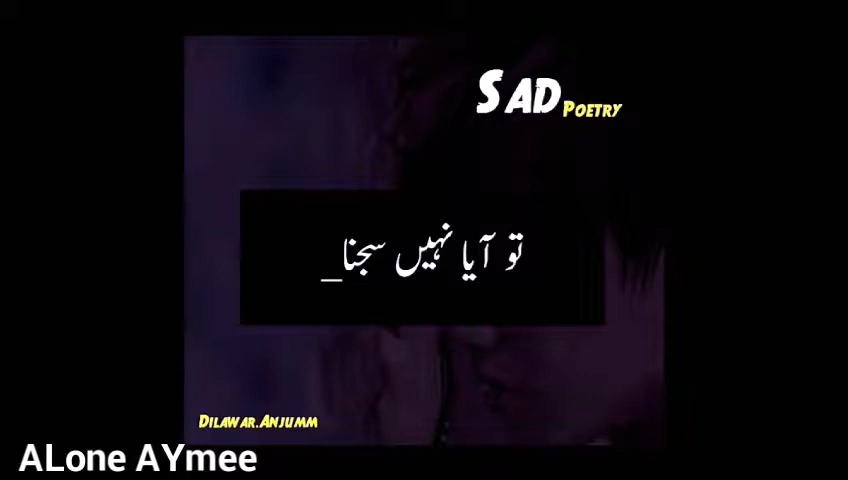 SAD POETRY
تو آیا نہیں سجنا_
DILAWAR.ANJUMM
ALone AYmee